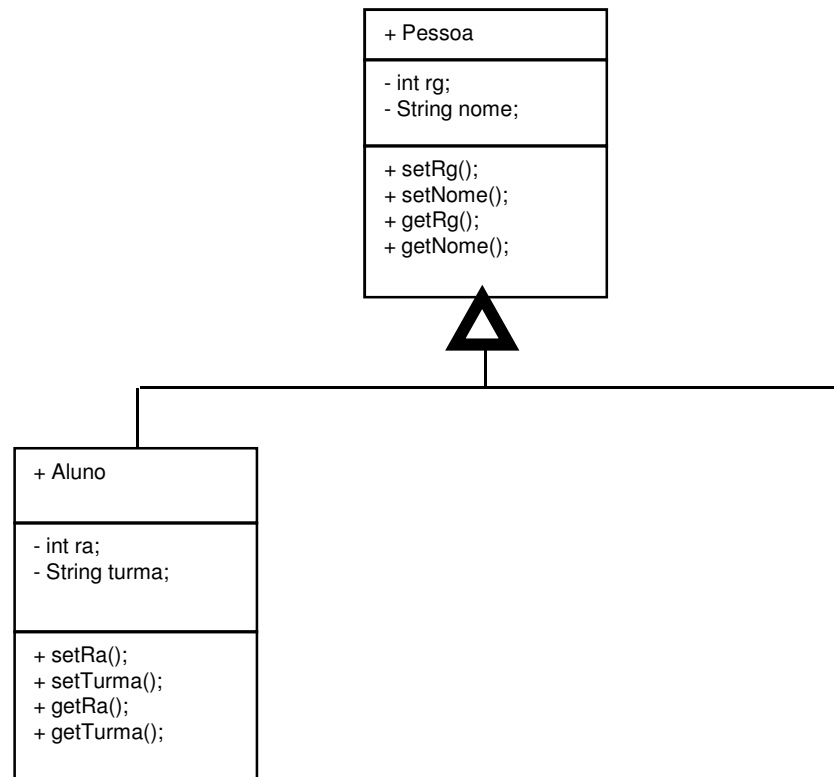 + Pessoa
- int rg;
- String nome;
+ setRg();
+ setNome();
+ getRg();
+ getNome();
+ Aluno
- int ra;
- String turma;
+ setRa();
+ setTurma();
+ getRa();
+ getTurma();